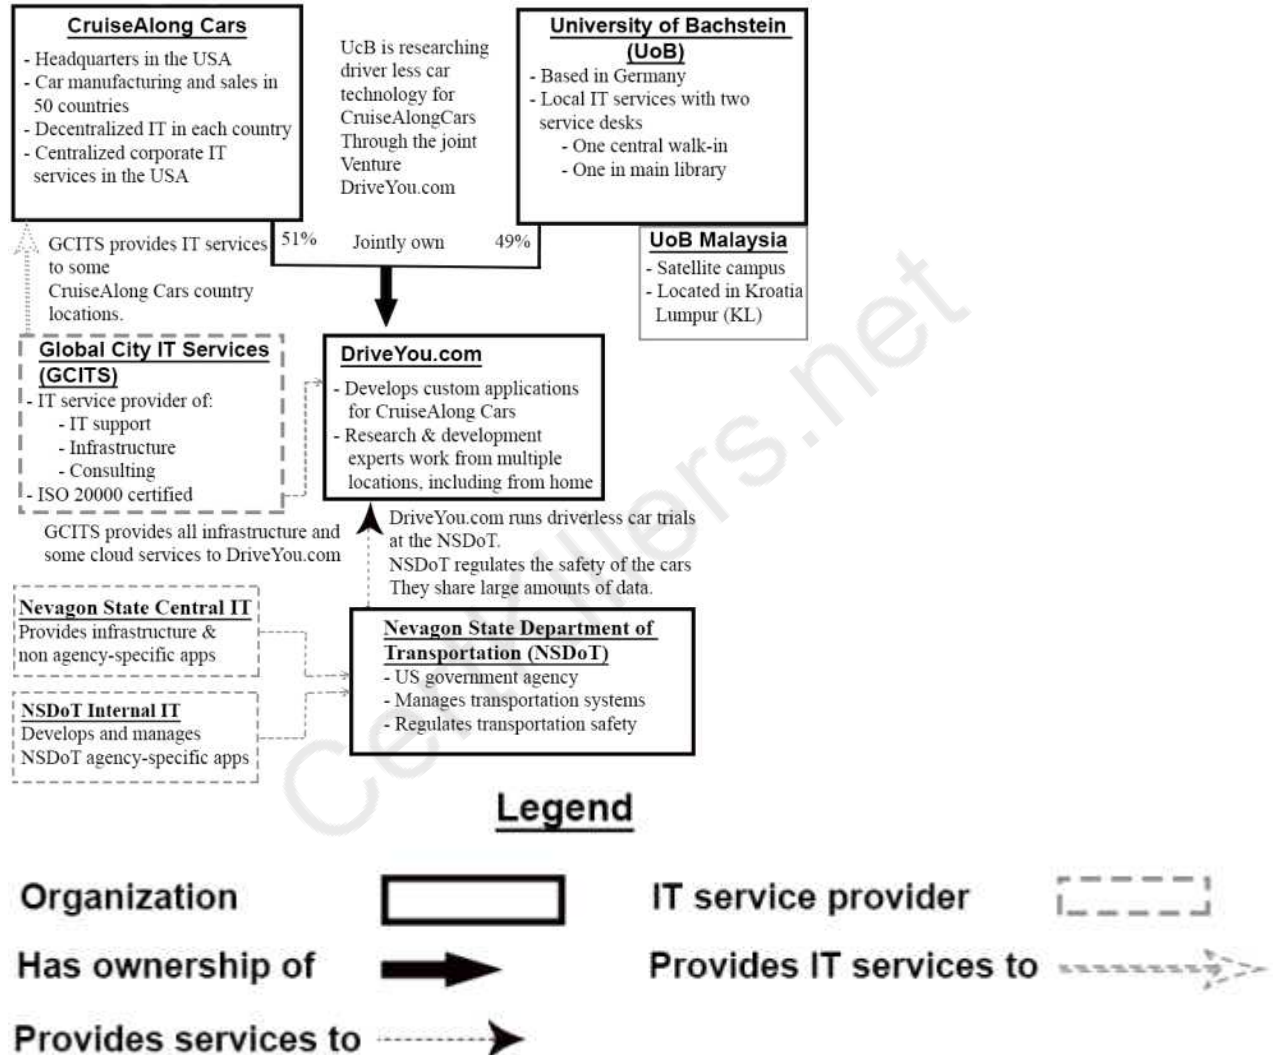 CruiseAlong Cars
- Headquarters in the USA
- Car manufacturing and sales in
50 countries
- Decentralized IT in each country
- Centralized corporate IT
services in the USA
UcB is researching
driver less car
technology for
CruiseAlongCars
Through the joint
Venture
DriveYou.com
University of Bachstein
(UoB)
- Based in Germany
- Local IT services with two
service desks
- One central walk-in
- One in main library
51% Jointly own 49%
UoB Malaysia
- Satellite campus
- Located in Kroatia
Lumpur (KL)
GCITS provides IT services
to some
CruiseAlong Cars country
locations.
Global City IT Services
(GCITS)
- IT service provider of:
- IT support
- Infrastructure
- Consulting
- ISO 20000 certified
DriveYou.com
- Develops custom applications
for CruiseAlong Cars
- Research & development
experts work from multiple
locations, including from home
GCITS provides all infrastructure and
some cloud services to DriveYou.com
DriveYou.com runs driverless car trials
at the NSDoT.
NSDoT regulates the safety of the cars
They share large amounts of data.
Nevagon State Central IT
Provides infrastructure &
non agency-specific apps
NSDoT Internal IT
Develops and manages
NSDoT agency-specific apps
Nevagon State Department of
Transportation (NSDoT)
- US government agency
- Manages transportation systems
- Regulates transportation safety
CertKillers.net
Legend
Organization
IT service provider
Has ownership of
Provides IT services to
Provides services to